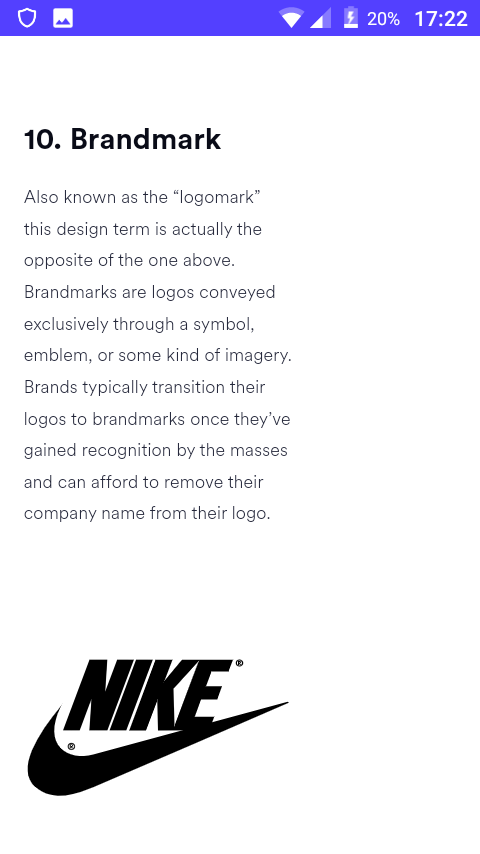 20% 17:22
10. Brandmark
Also known as the “logomark”
this design term is actually the
opposite of the one above.
Brandmarks are logos conveyed
exclusively through a symbol,
emblem, or some kind of imagery.
Brands typically transition their
logos to brandmarks once they’ve
gained recognition by the masses
and can afford to remove their
company name from their logo.
NIKE®
®